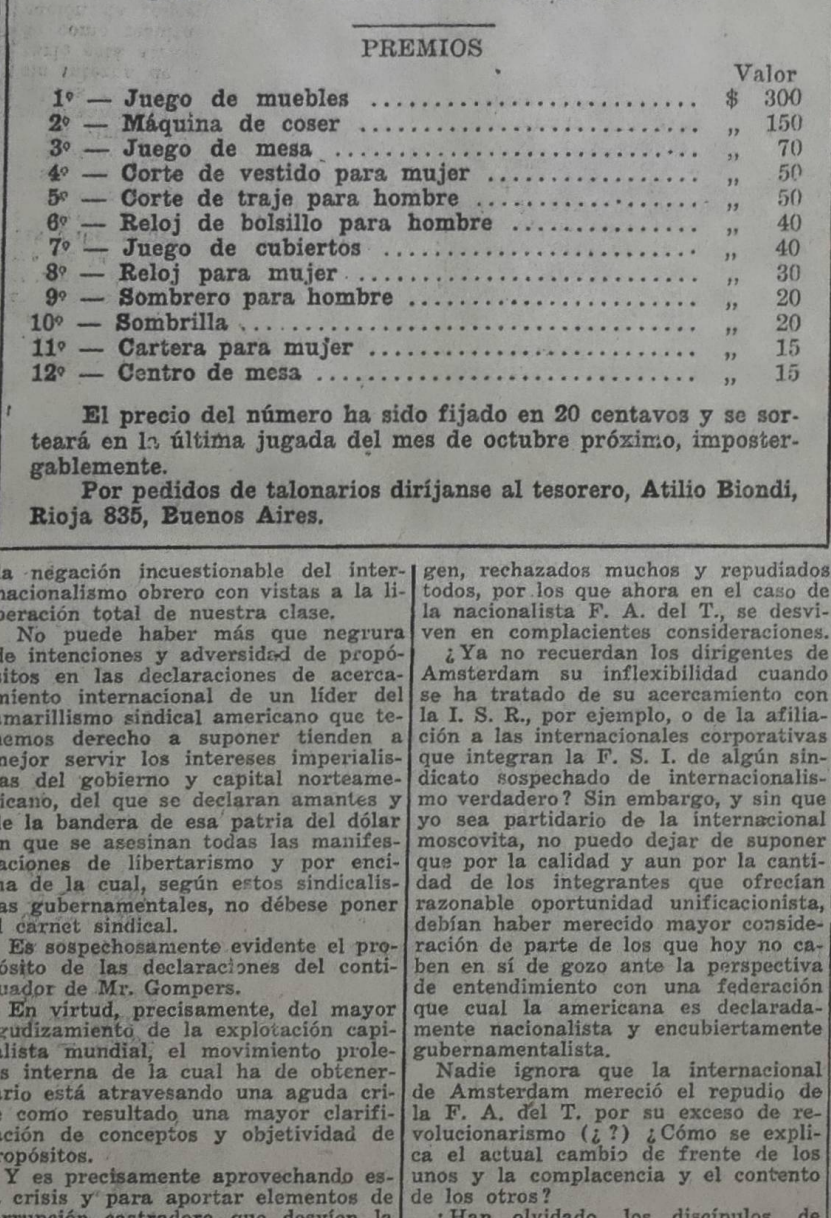 PREMIOS
Valor
1º — Juego de muebles ........................... $ 300
2º — Máquina de coser ............................ „ 150
3º — Juego de mesa .............................. „ 70
4º — Corte de vestido para mujer .................. „ 50
5º — Corte de traje para hombre ................... „ 50
6º — Reloj de bolsillo para hombre ................ „ 40
7º — Juego de cubiertos .......................... „ 40
8º — Reloj para mujer ............................ „ 30
9º — Sombrero para hombre ........................ „ 20
10º — Sombrilla ..................................... „ 20
11º — Cartera para mujer ........................... „ 15
12º — Centro de mesa ............................... „ 15
El precio del número ha sido fijado en 20 centavos y se sor-
teará en la última jugada del mes de octubre próximo, imposter-
gablemente.
Por pedidos de talonarios diríjanse al tesorero, Atilio Biondi,
Rioja 835, Buenos Aires.
a negación incuestionable del inter-
nacionalismo obrero con vistas a la li-
beración total de nuestra clase.
No puede haber más que negrura
de intenciones y adversidad de propó-
sitos en las declaraciones de acerca-
miento internacional de un líder del
amarillismo sindical americano que te-
nemos derecho a suponer tienden a
mejor servir los intereses imperialis-
as del gobierno y capital norteame-
icano, del que se declaran amantes y
de la bandera de esa patria del dólar
en que se asesinan todas las manifes-
aciones de libertarismo y por enci-
ma de la cual, según estos sindicalis-
as gubernamentales, no débese poner
l carnet sindical.
Es sospechosamente evidente el pro-
ósito de las declaraciones del conti-
uador de Mr. Gompers.
En virtud, precisamente, del mayor
gudizamiento de la explotación capi-
alista mundial, el movimiento prole-
s interna de la cual ha de obtener-
ario está atravesando una aguda cri-
e como resultado una mayor clarifi-
ación de conceptos y objetividad de
ropósitos.
Y es precisamente aprovechando es-
crisis y para aportar elementos de
gen, rechazados muchos y repudiados
todos, por los que ahora en el caso de
la nacionalista F. A. del T., se desvi-
ven en complacientes consideraciones.
¿Ya no recuerdan los dirigentes de
Amsterdam su inflexibilidad cuando
se ha tratado de su acercamiento con
la I. S. R., por ejemplo, o de la afilia-
ción a las internacionales corporativas
que integran la F. S. I. de algún sin-
dicato sospechado de internacionalis-
mo verdadero? Sin embargo, y sin que
yo sea partidario de la internacional
moscovita, no puedo dejar de suponer
que por la calidad y aun por la canti-
dad de los integrantes que ofrecían
razonable oportunidad unificacionista,
debían haber merecido mayor conside-
ración de parte de los que hoy no ca-
ben en sí de gozo ante la perspectiva
de entendimiento con una federación
que cual la americana es declarada-
mente nacionalista y encubiertamente
gubernamentalista.
Nadie ignora que la internacional
de Amsterdam mereció el repudio de
la F. A. del T. por su exceso de re-
volucionarismo (¿?) ¿Cómo se expli-
ca el actual cambio de frente de los
unos y la complacencia y el contento
de los otros?
¿Han olvidado los discípulos de